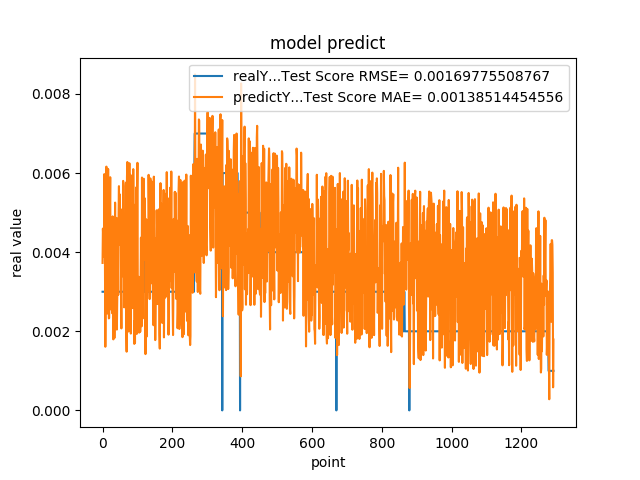 model predict
realY...Test Score RMSE= 0.00169775508767
predictY...Test Score MAE= 0.00138514454556
real value
0.008
0.006
0.004
0.002
0.000
0 200 400 600 800 1000 1200
point